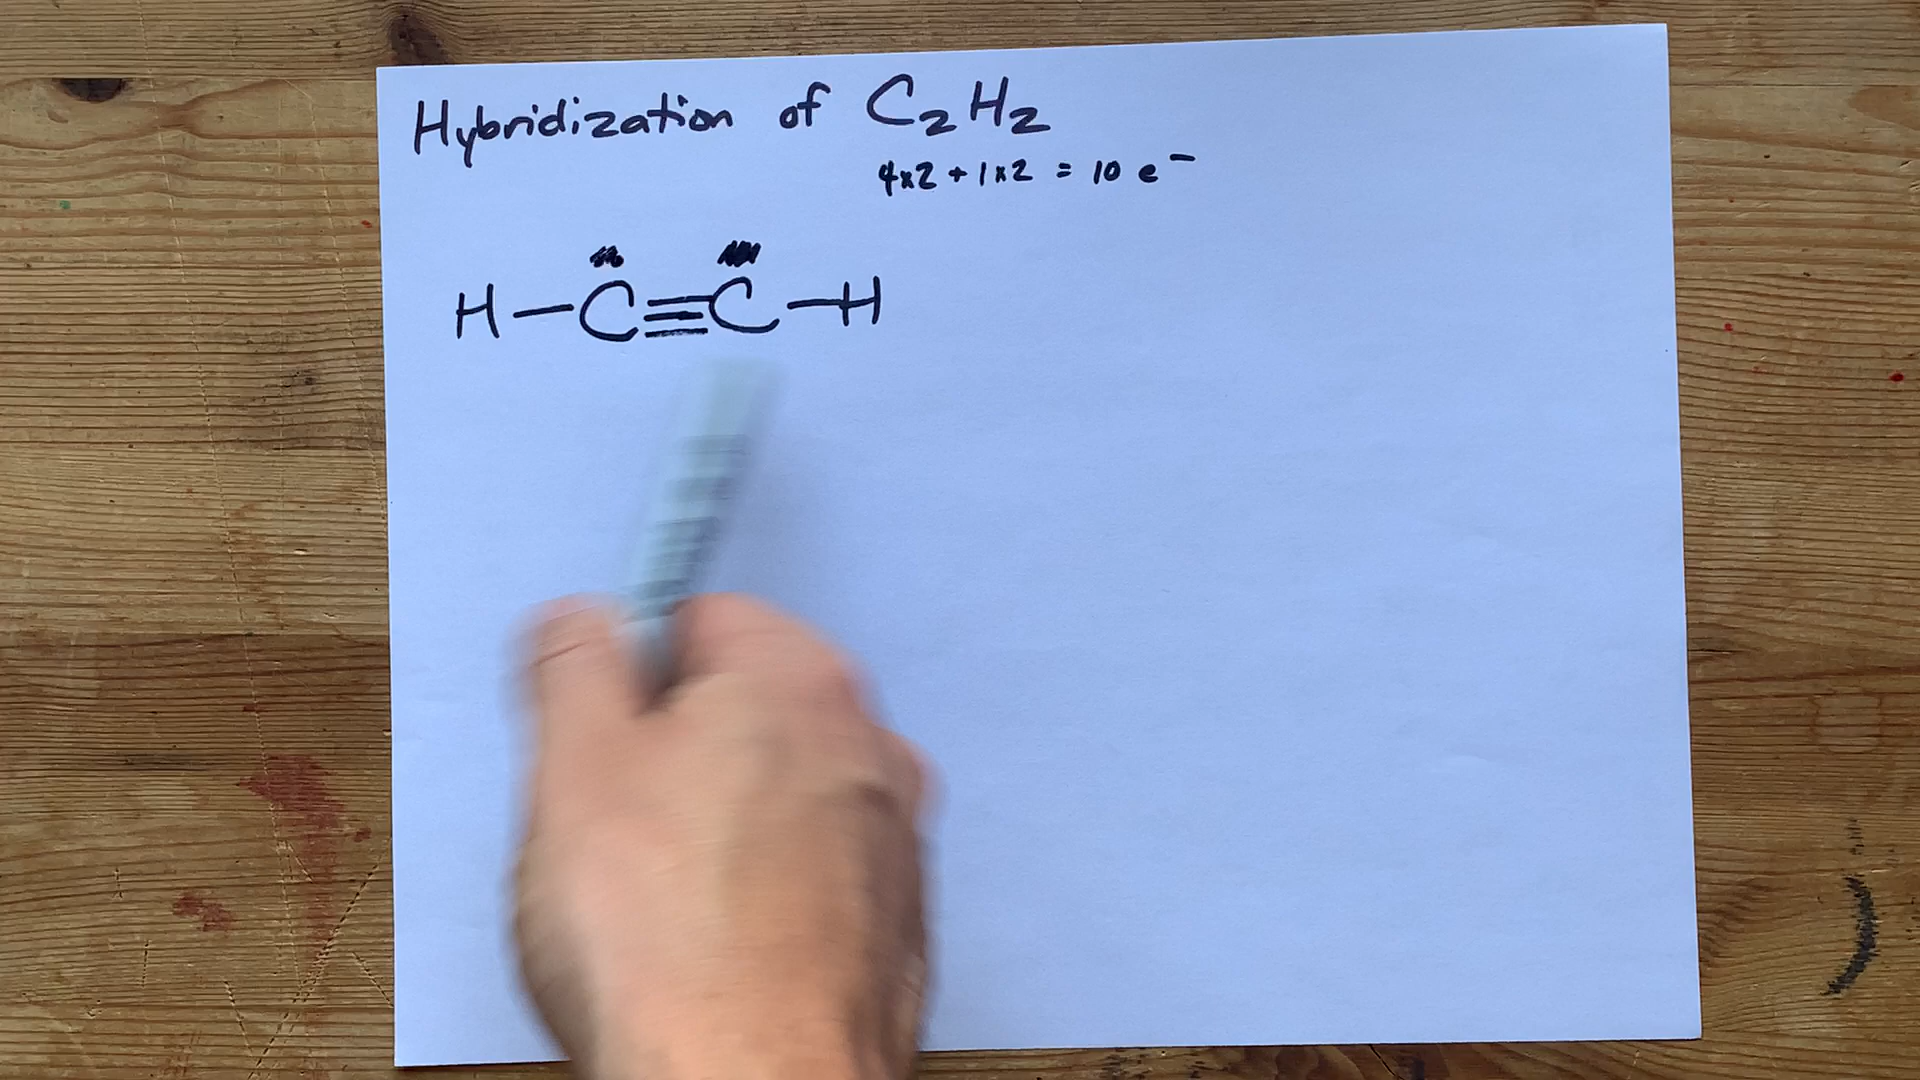 Hybridization of C₂H₂
4x2 + 1x2 = 10 e⁻
H—C≡C—H